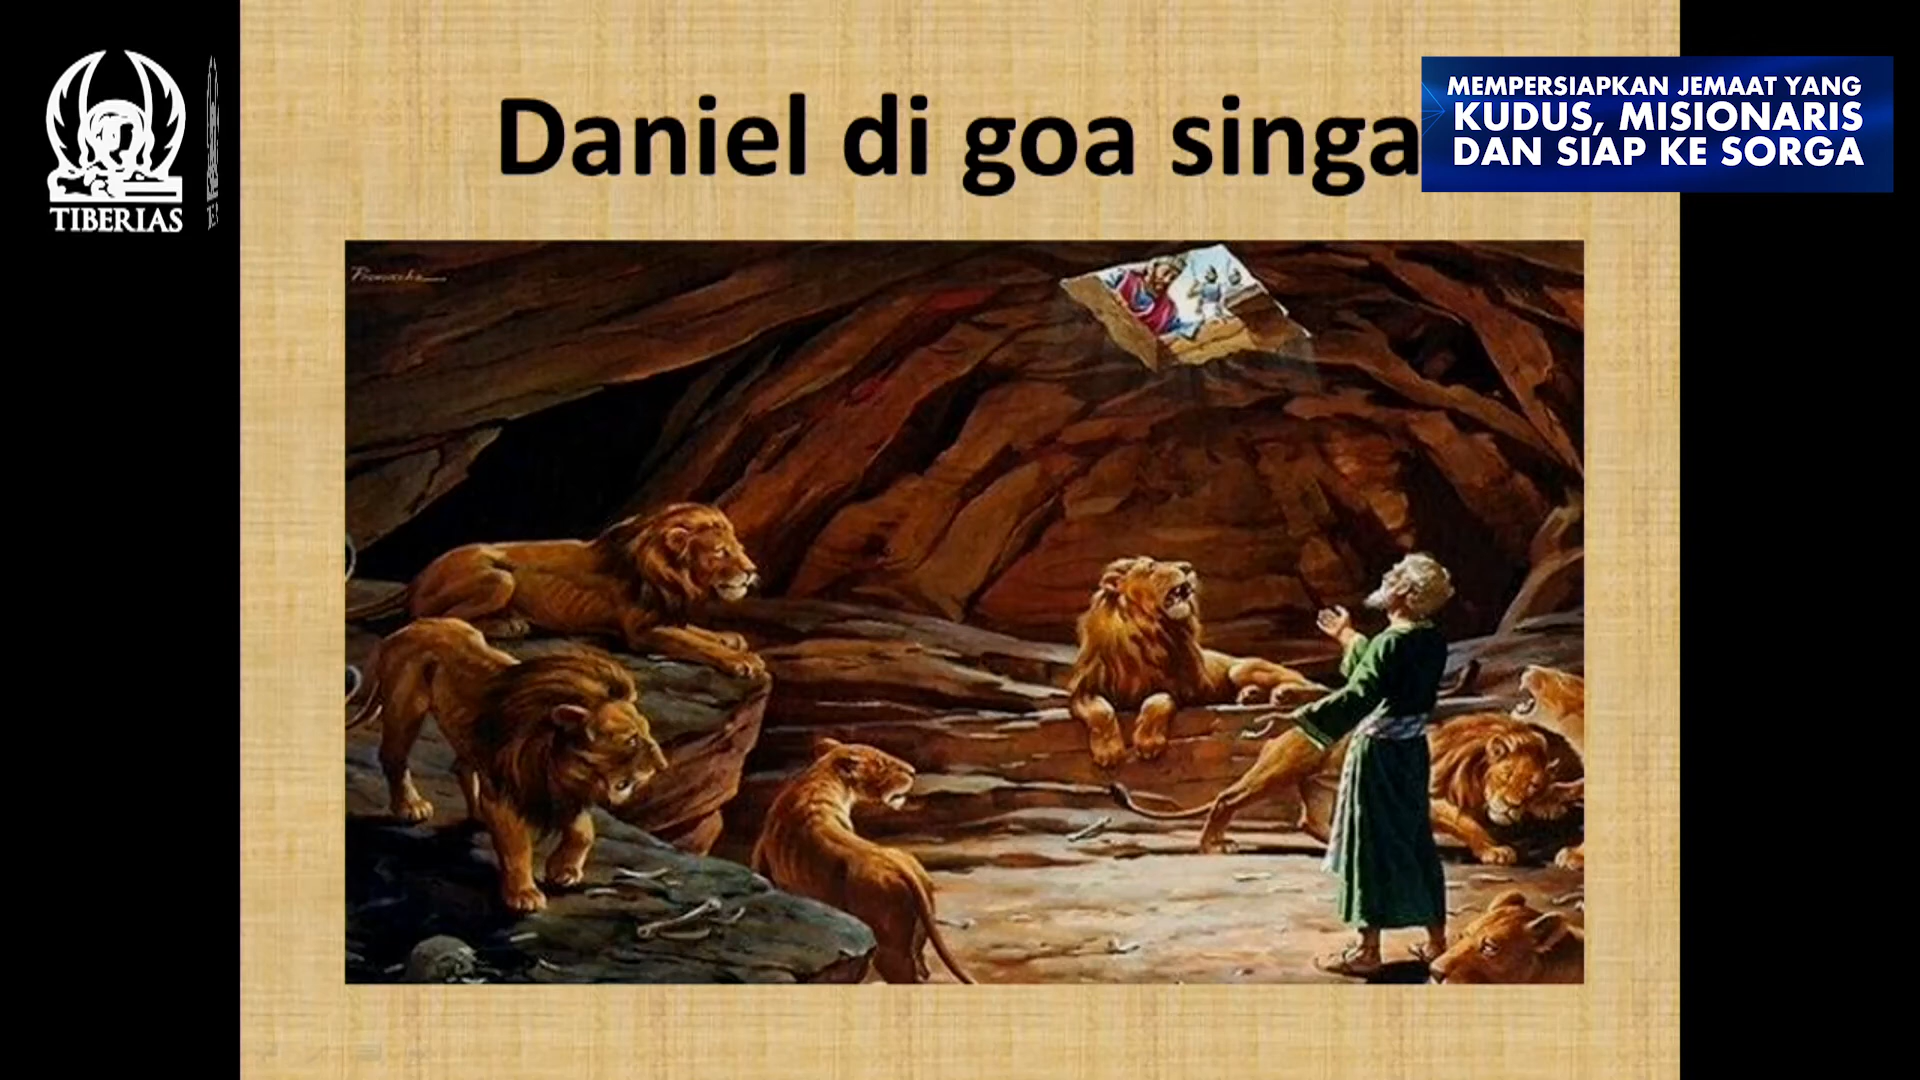 Daniel di goa singa
MEMPERSIAPKAN JEMAAT YANG
KUDUS, MISIONARIS
DAN SIAP KE SORGA
TIBERIAS